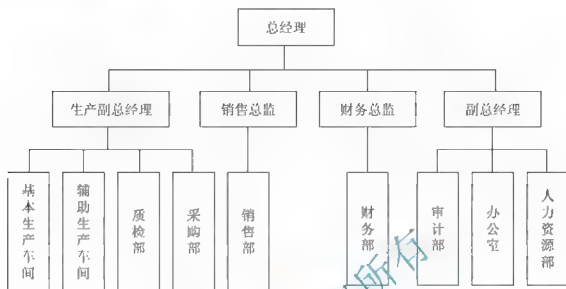 总经理
生产副总经理
销售总监
财务总监
副总经理
基本生产车间
辅助生产车间
质检部
采购部
销售部
财务部
审计部
办公室
人力资源部
所有